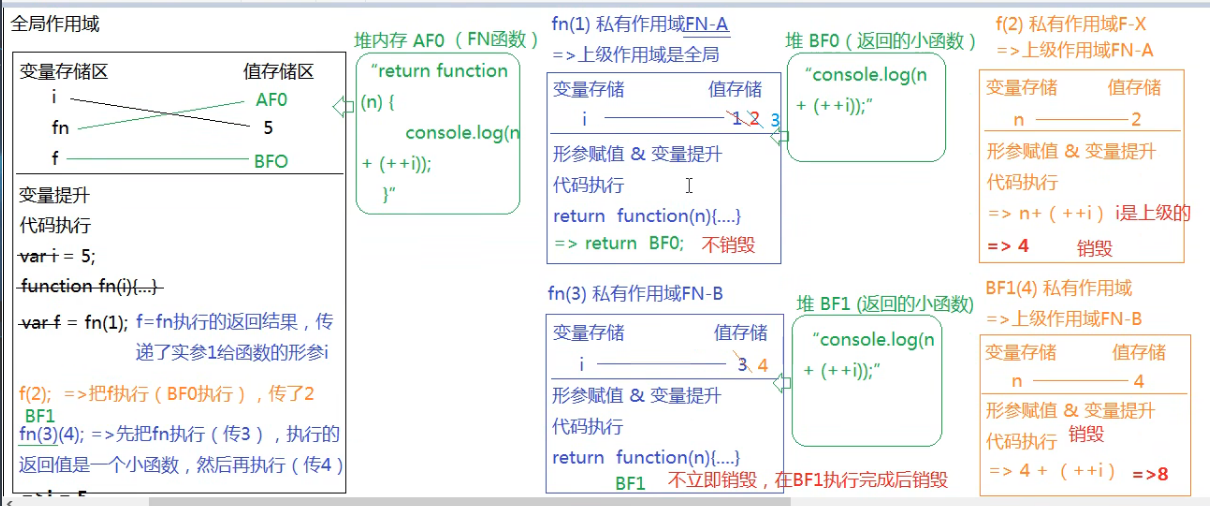 全局作用域
变量存储区 值存储区
i AF0
fn 5
f BFO
变量提升
代码执行
var i = 5;
function fn(i){...}
var f = fn(1); f=fn执行的返回结果，传
递了实参1给函数的形参i
f(2); =>把f执行（BF0执行），传了2
BF1
fn(3)(4); =>先把fn执行（传3），执行的
返回值是一个小函数，然后再执行（传4）
=>i = 5
堆内存 AF0 （FN函数）
“return function
(n) {
console.log(n
+ (++i));
}”
fn(1) 私有作用域FN-A
=>上级作用域是全局
变量存储 值存储
i 1 2 3
形参赋值 & 变量提升
代码执行
return function(n){....}
=> return BF0; 不销毁
堆 BF0（返回的小函数）
“console.log(n
+ (++i));”
f(2) 私有作用域F-X
=>上级作用域FN-A
变量存储 值存储
n 2
形参赋值 & 变量提升
代码执行
=> n+（++i） i是上级的
=> 4 销毁
fn(3) 私有作用域FN-B
变量存储 值存储
i 3 4
形参赋值 & 变量提升
代码执行
return function(n){....}
BF1 不立即销毁，在BF1执行完成后销毁
堆 BF1 (返回的小函数)
“console.log(n
+ (++i));”
BF1(4) 私有作用域
=>上级作用域FN-B
变量存储 值存储
n 4
形参赋值 & 变量提升
代码执行 销毁
=> 4 +（++i） =>8